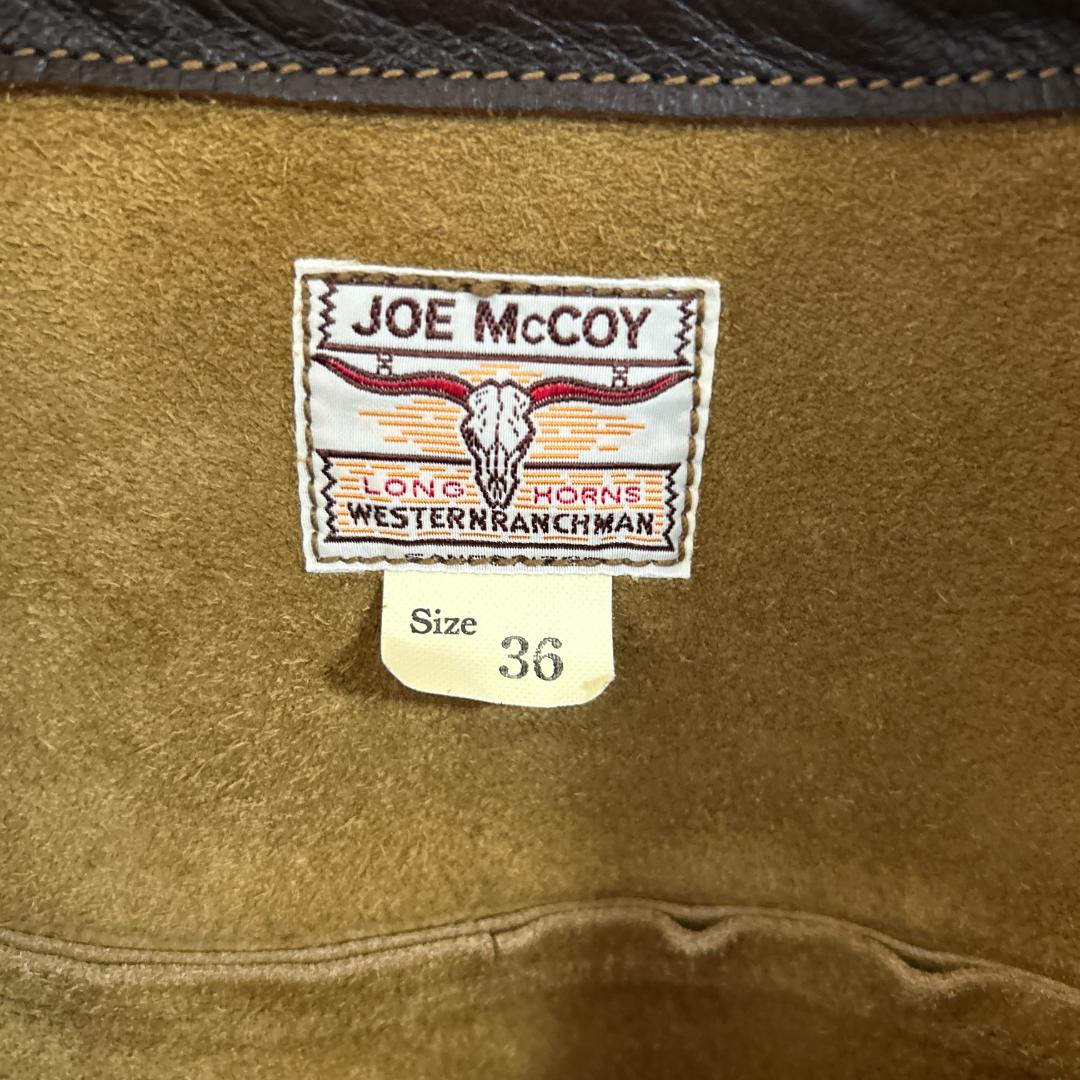 JOE McCOY
LONG HORNS
WESTERNRANCHMAN
Size
36